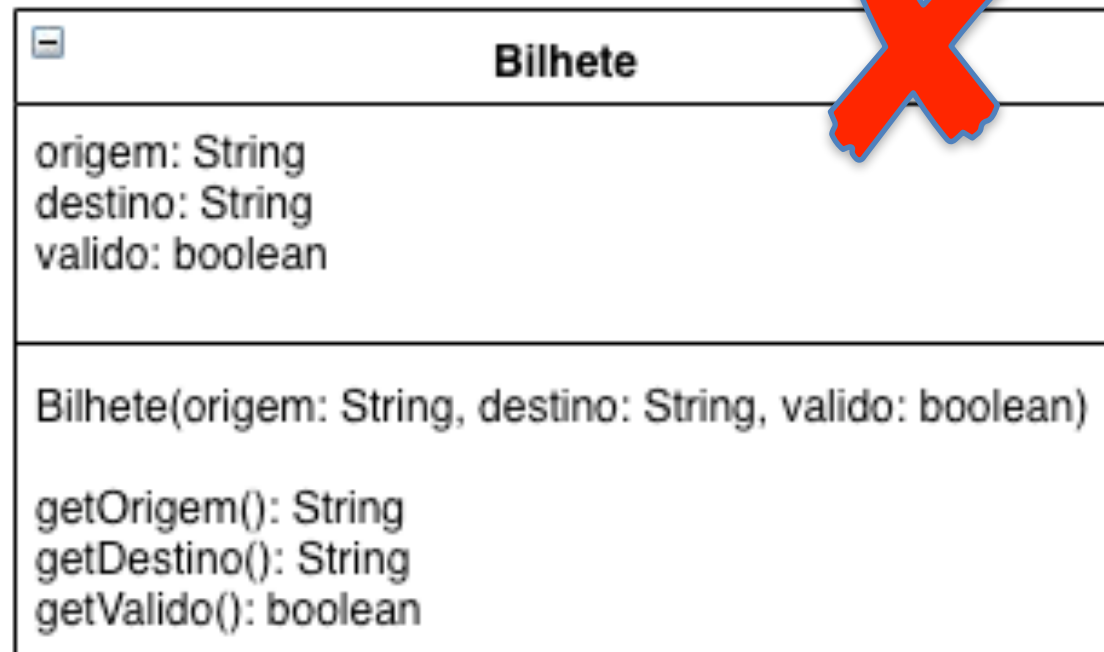 Bilhete
origem: String
destino: String
valido: boolean
Bilhete(origem: String, destino: String, valido: boolean)
getOrigem(): String
getDestino(): String
getValido(): boolean